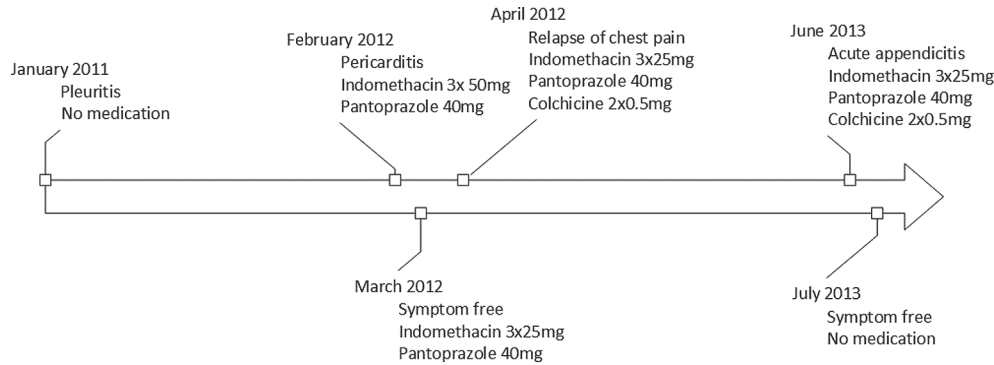 January 2011
Pleuritis
No medication
February 2012
Pericarditis
Indomethacin 3x 50mg
Pantoprazole 40mg
March 2012
Symptom free
Indomethacin 3x25mg
Pantoprazole 40mg
April 2012
Relapse of chest pain
Indomethacin 3x25mg
Pantoprazole 40mg
Colchicine 2x0.5mg
June 2013
Acute appendicitis
Indomethacin 3x25mg
Pantoprazole 40mg
Colchicine 2x0.5mg
July 2013
Symptom free
No medication